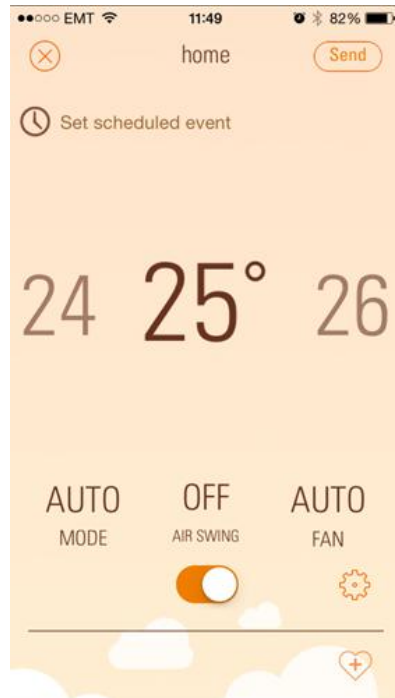 EMT 11:49 82%
home Send
Set scheduled event
24 25° 26
AUTO OFF AUTO
MODE AIR SWING FAN